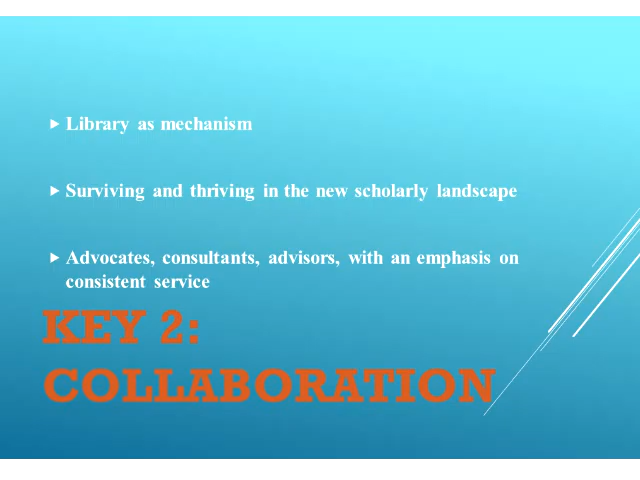 Library as mechanism
Surviving and thriving in the new scholarly landscape
Advocates, consultants, advisors, with an emphasis on
consistent service
KEY 2:
COLLABORATION